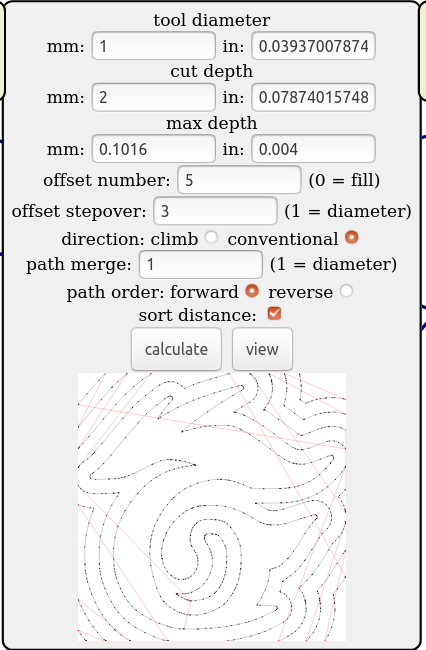 tool diameter
mm: 1 in: 0.03937007874
cut depth
mm: 2 in: 0.07874015748
max depth
mm: 0.1016 in: 0.004
offset number: 5 (0 = fill)
offset stepover: 3 (1 = diameter)
direction: climb conventional
path merge: 1 (1 = diameter)
path order: forward reverse
sort distance:
calculate view